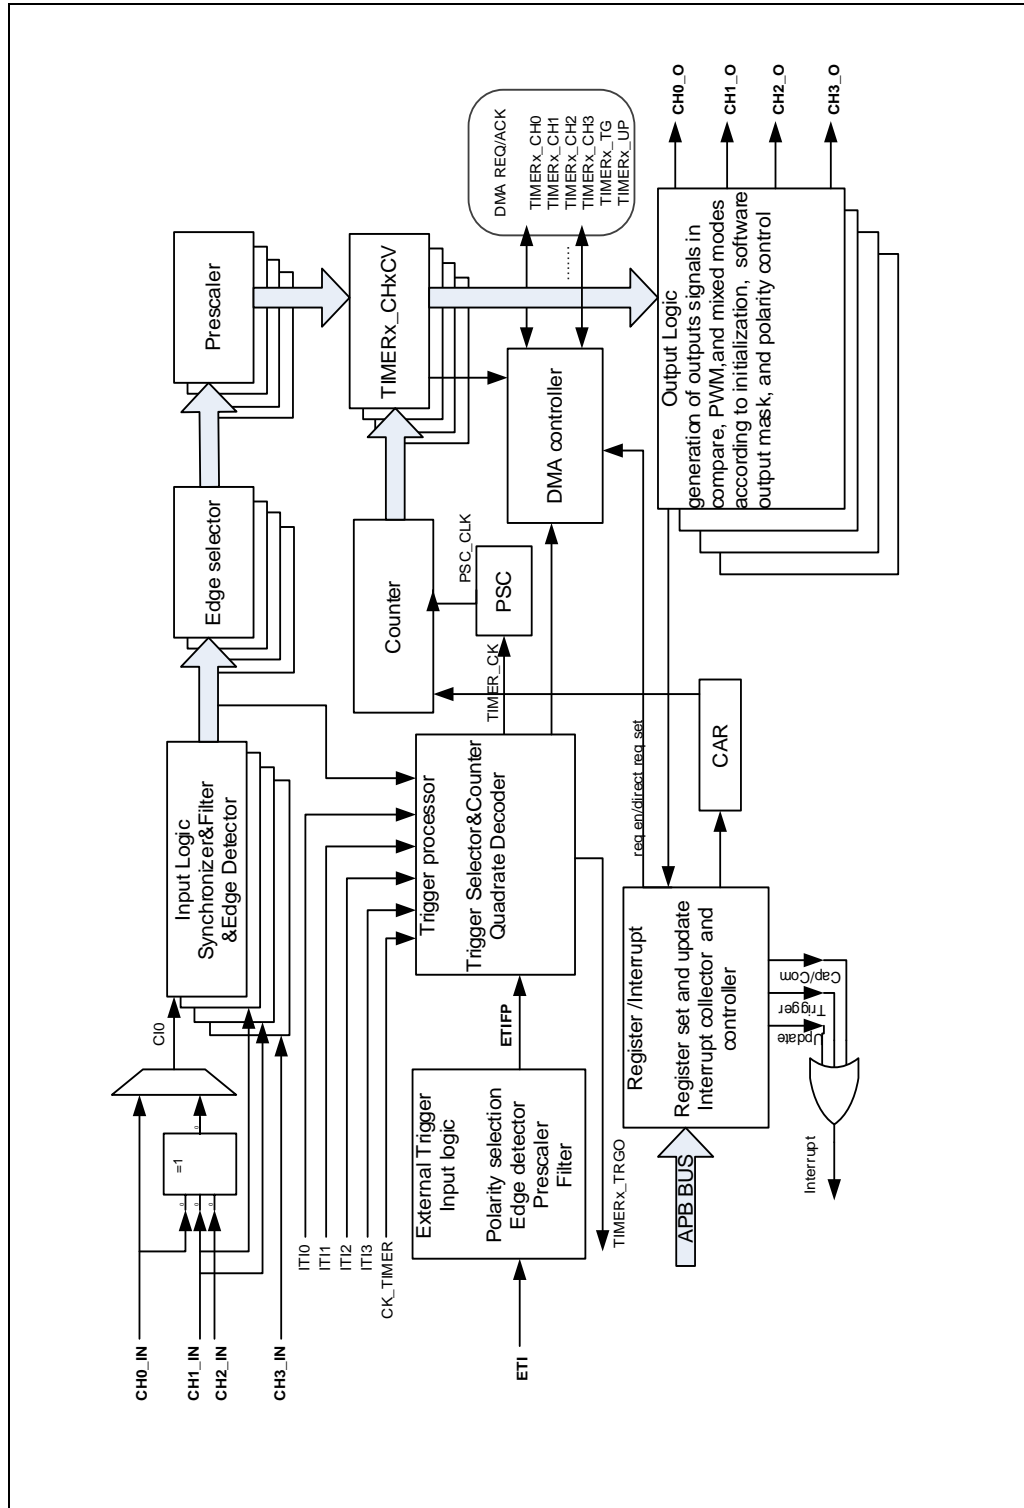 CH0_IN
CH1_IN
CH2_IN
CH3_IN
=1
CI0
Input Logic
Synchronizer&Filter
&Edge Detector
Edge selector
Prescaler
ITI0
ITI1
ITI2
ITI3
CK_TIMER
Trigger processor
Trigger Selector&Counter
Quadrate Decoder
TIMER_CK
PSC
PSC_CLK
Counter
TIMERx_CHxCV
DMA controller
DMA REQ/ACK
TIMERx_CH0
TIMERx_CH1
TIMERx_CH2
TIMERx_CH3
TIMERx_TG
TIMERx_UP
.......
ETI
External Trigger
Input logic
Polarity selection
Edge detector
Prescaler
Filter
ETIFP
TIMERx_TRGO
APB BUS
Register /Interrupt
Register set and update
Interrupt collector and
controller
req en/direct req set
CAR
Cap/Com
Trigger
Update
Interrupt
Output Logic
generation of outputs signals in
compare, PWM,and mixed modes
according to initialization, software
output mask, and polarity control
CH0_O
CH1_O
CH2_O
CH3_O